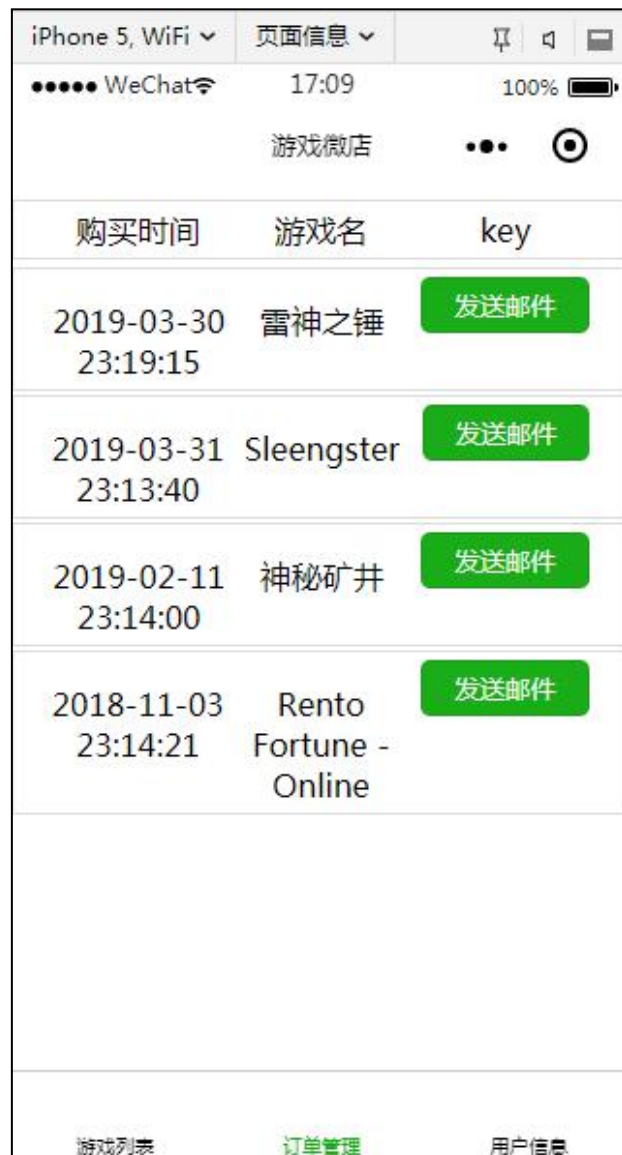 iPhone 5, WiFi 页面信息
WeChat 17:09 100%
游戏微店
购买时间 游戏名 key
2019-03-30 23:19:15 雷神之锤 发送邮件
2019-03-31 23:13:40 Sleengster 发送邮件
2019-02-11 23:14:00 神秘矿井 发送邮件
2018-11-03 23:14:21 Rento Fortune - Online 发送邮件
游戏列表 订单管理 用户信息